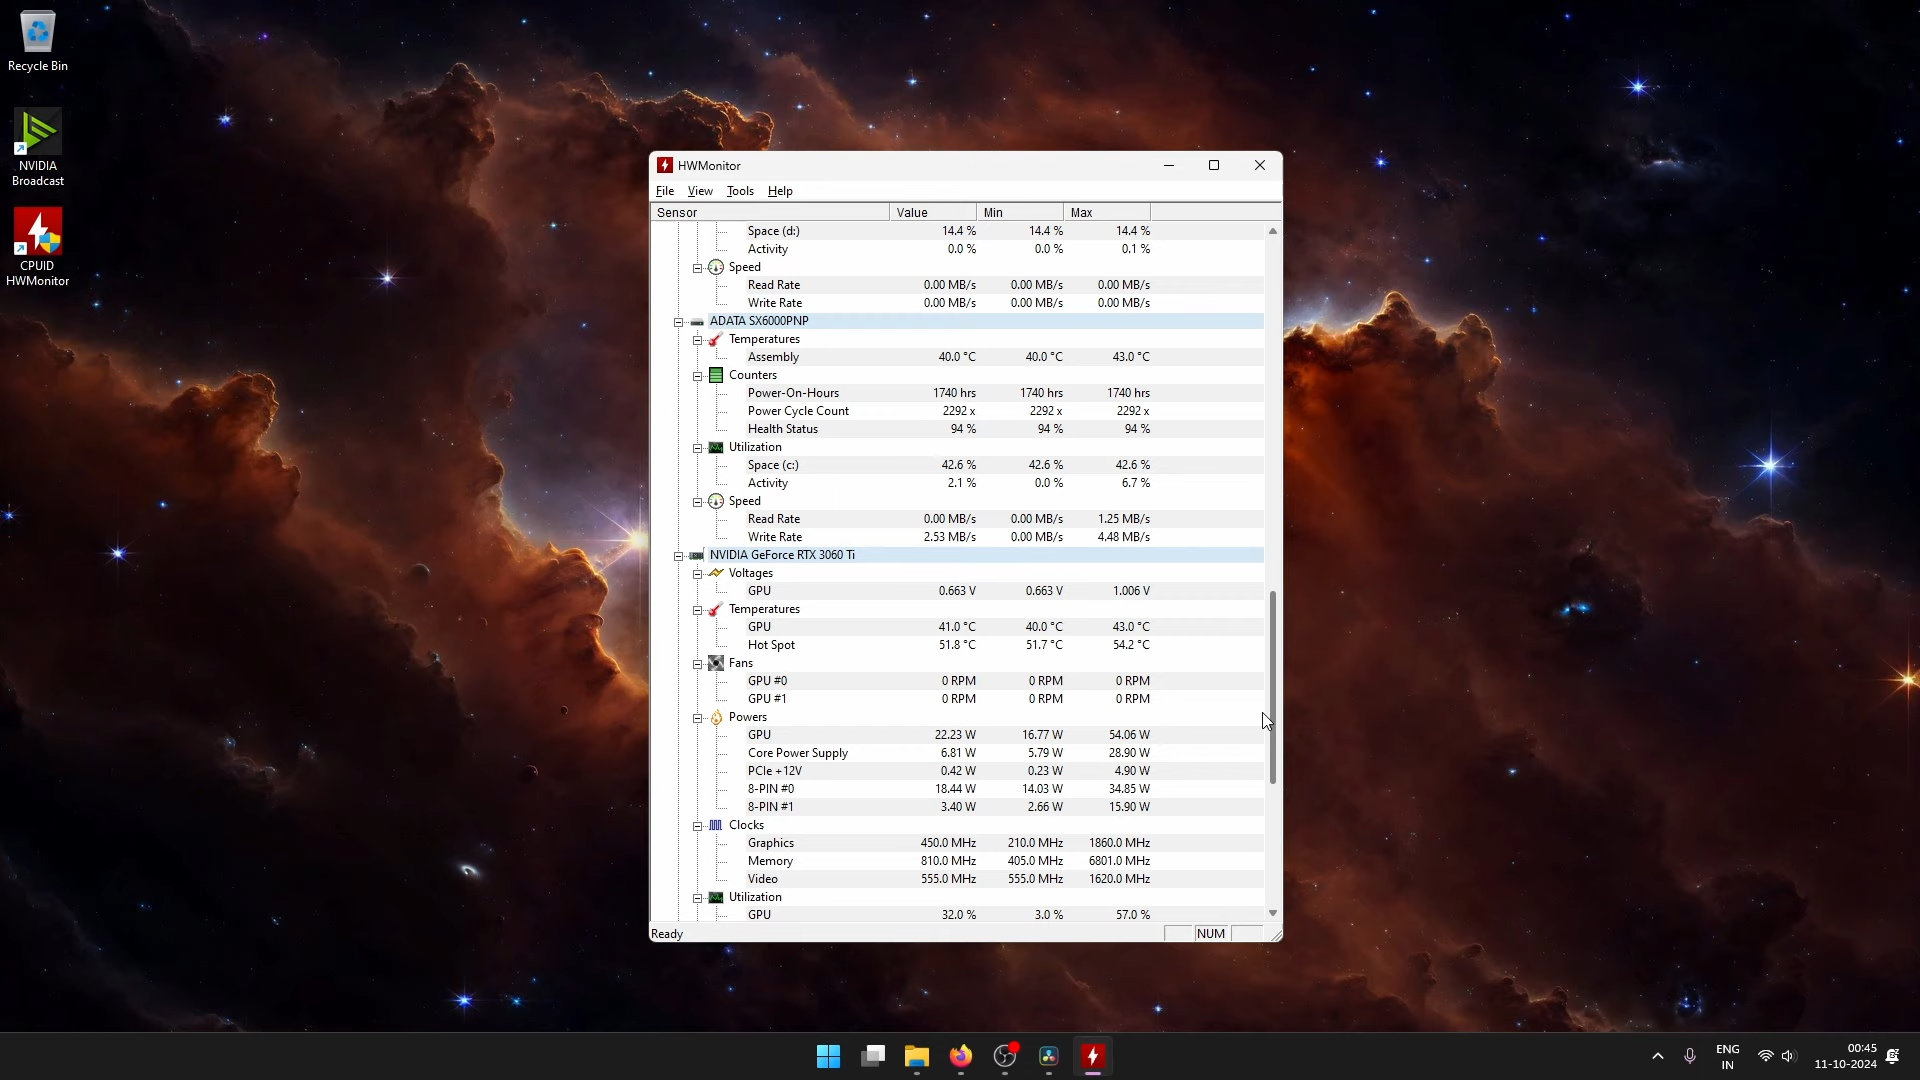 Recycle Bin
NVIDIA
Broadcast
CPUID
HWMonitor
HWMonitor
File View Tools Help
Sensor Value Min Max
Space (d:) 14.4 % 14.4 % 14.4 %
Activity 0.0 % 0.0 % 0.1 %
Speed
Read Rate 0.00 MB/s 0.00 MB/s 0.00 MB/s
Write Rate 0.00 MB/s 0.00 MB/s 0.00 MB/s
ADATA SX6000PNP
Temperatures
Assembly 40.0 °C 40.0 °C 43.0 °C
Counters
Power-On-Hours 1740 hrs 1740 hrs 1740 hrs
Power Cycle Count 2292 x 2292 x 2292 x
Health Status 94 % 94 % 94 %
Utilization
Space (c:) 42.6 % 42.6 % 42.6 %
Activity 2.1 % 0.0 % 6.7 %
Speed
Read Rate 0.00 MB/s 0.00 MB/s 1.25 MB/s
Write Rate 2.53 MB/s 0.00 MB/s 4.48 MB/s
NVIDIA GeForce RTX 3060 Ti
Voltages
GPU 0.663 V 0.663 V 1.006 V
Temperatures
GPU 41.0 °C 40.0 °C 43.0 °C
Hot Spot 51.8 °C 51.7 °C 54.2 °C
Fans
GPU #0 0 RPM 0 RPM 0 RPM
GPU #1 0 RPM 0 RPM 0 RPM
Powers
GPU 22.23 W 16.77 W 54.06 W
Core Power Supply 6.81 W 5.79 W 28.90 W
PCIe +12V 0.42 W 0.23 W 4.90 W
8-PIN #0 18.44 W 14.03 W 34.85 W
8-PIN #1 3.40 W 2.66 W 15.90 W
Clocks
Graphics 450.0 MHz 210.0 MHz 1860.0 MHz
Memory 810.0 MHz 405.0 MHz 6801.0 MHz
Video 555.0 MHz 555.0 MHz 1620.0 MHz
Utilization
GPU 32.0 % 3.0 % 57.0 %
Ready NUM
ENG
IN
00:45
11-10-2024